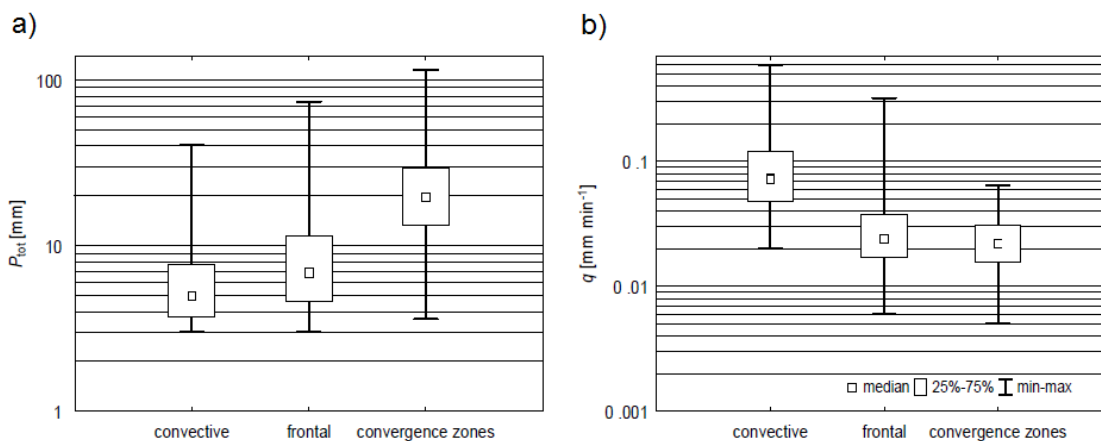 a)
100
10
1
P_tot [mm]
convective frontal convergence zones
b)
0 .1
0 .01
0 .001
q [mm min⁻¹]
median 25%-75% min-max
convective frontal convergence zones